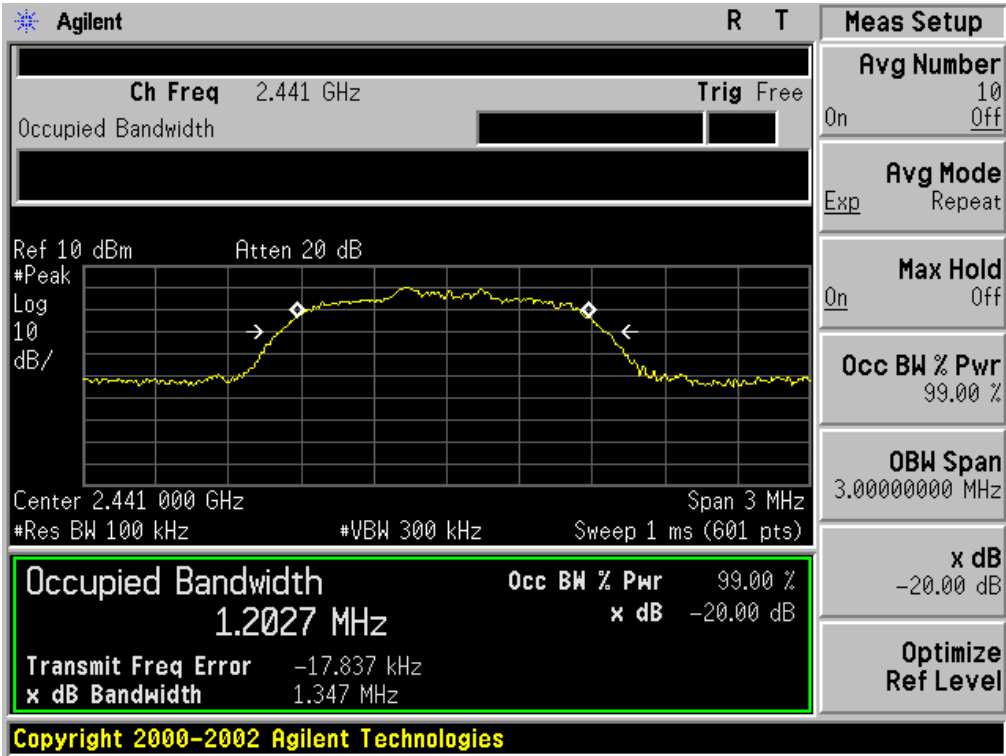 Agilent R T
Ch Freq 2.441 GHz Trig Free
Occupied Bandwidth
Ref 10 dBm Atten 20 dB
#Peak
Log
10
dB/
Center 2.441 000 GHz Span 3 MHz
#Res BW 100 kHz #VBW 300 kHz Sweep 1 ms (601 pts)
Occupied Bandwidth Occ BW % Pwr 99.00 %
1.2027 MHz x dB -20.00 dB
Transmit Freq Error -17.837 kHz
x dB Bandwidth 1.347 MHz
Copyright 2000-2002 Agilent Technologies
Meas Setup
Avg Number
10
On Off
Avg Mode
Exp Repeat
Max Hold
On Off
Occ BW % Pwr
99.00 %
OBW Span
3.00000000 MHz
x dB
-20.00 dB
Optimize
Ref Level